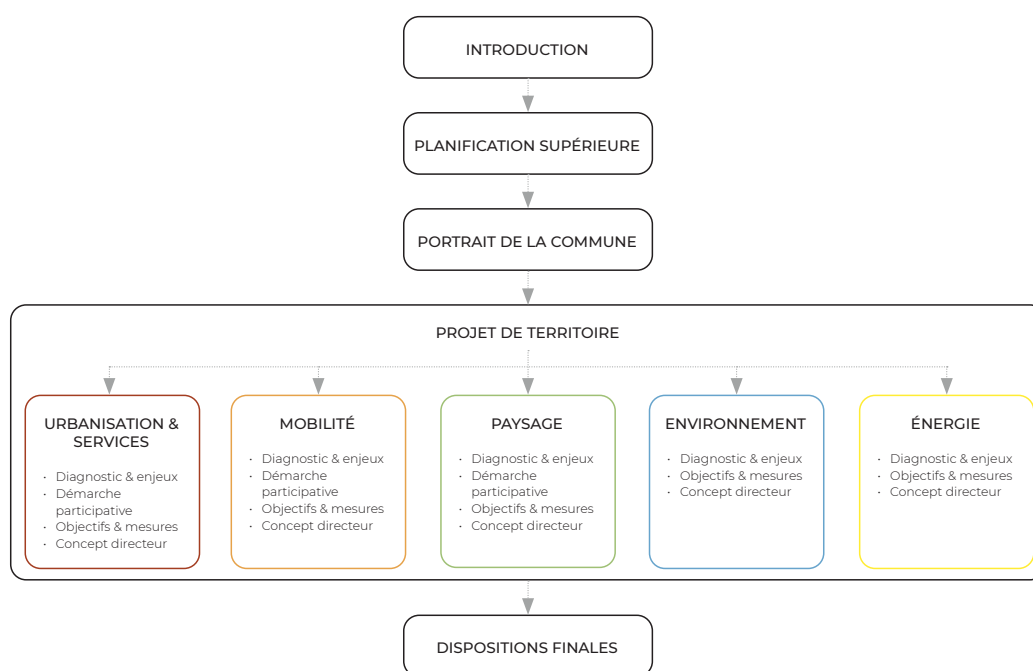 INTRODUCTION
PLANIFICATION SUPÉRIEURE
PORTRAIT DE LA COMMUNE
PROJET DE TERRITOIRE
URBANISATION &
SERVICES
· Diagnostic & enjeux
· Démarche
participative
· Objectifs & mesures
· Concept directeur
MOBILITÉ
· Diagnostic & enjeux
· Démarche
participative
· Objectifs & mesures
· Concept directeur
PAYSAGE
· Diagnostic & enjeux
· Démarche
participative
· Objectifs & mesures
· Concept directeur
ENVIRONNEMENT
· Diagnostic & enjeux
· Objectifs & mesures
· Concept directeur
ÉNERGIE
· Diagnostic & enjeux
· Objectifs & mesures
· Concept directeur
DISPOSITIONS FINALES